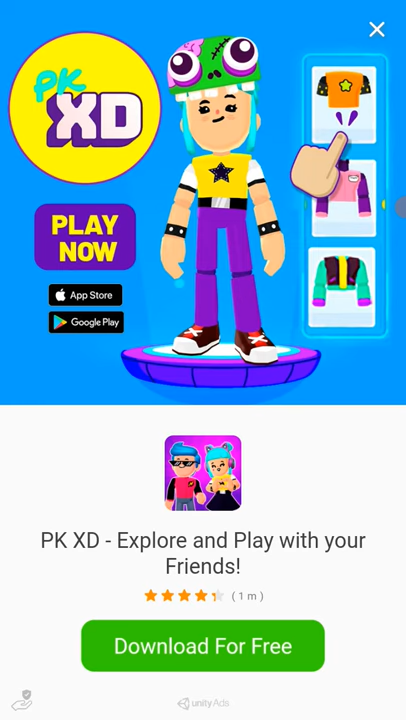 PK
XD
PLAY
NOW
App Store
Google Play
PK XD - Explore and Play with your
Friends!
( 1 m )
Download For Free
unityAds